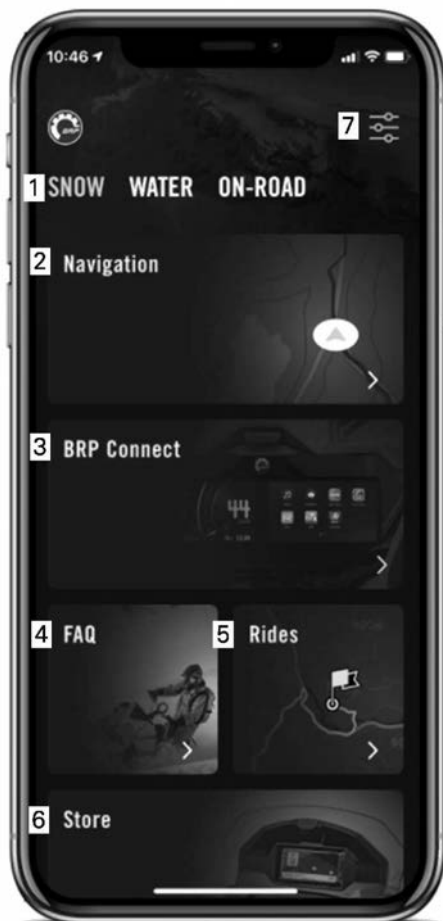 10:46
7
1 SNOW WATER ON-ROAD
2 Navigation
3 BRP Connect
44
4 FAQ
5 Rides
6 Store